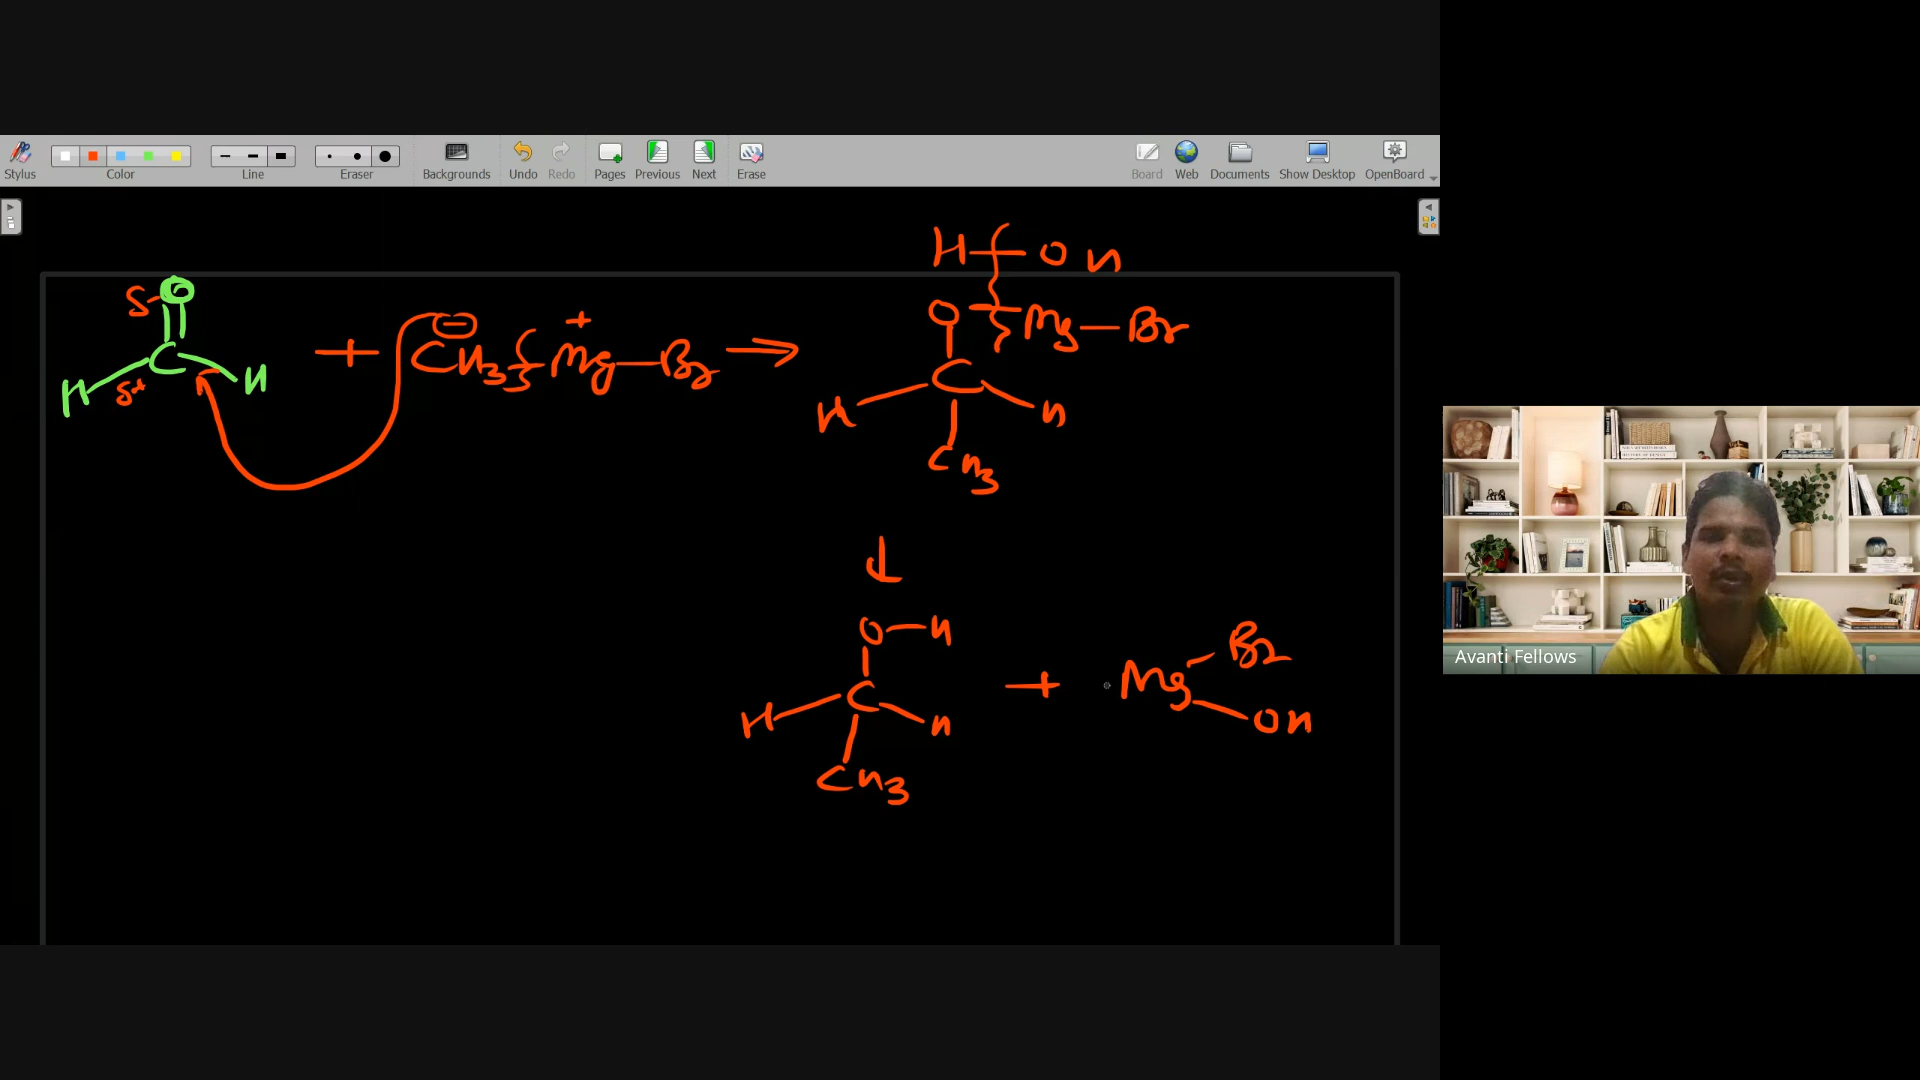 Stylus Color Line Eraser Backgrounds Undo Redo Pages Previous Next Erase Board Web Documents Show Desktop OpenBoard
H—OH
δ- O
O—Mg—Br
C
H δ+ H
+
⊖ CH3 + Mg—Br →
C
H H
CH3
↓
O—H
C
H H
CH3
+
Mg Br
OH
Avanti Fellows